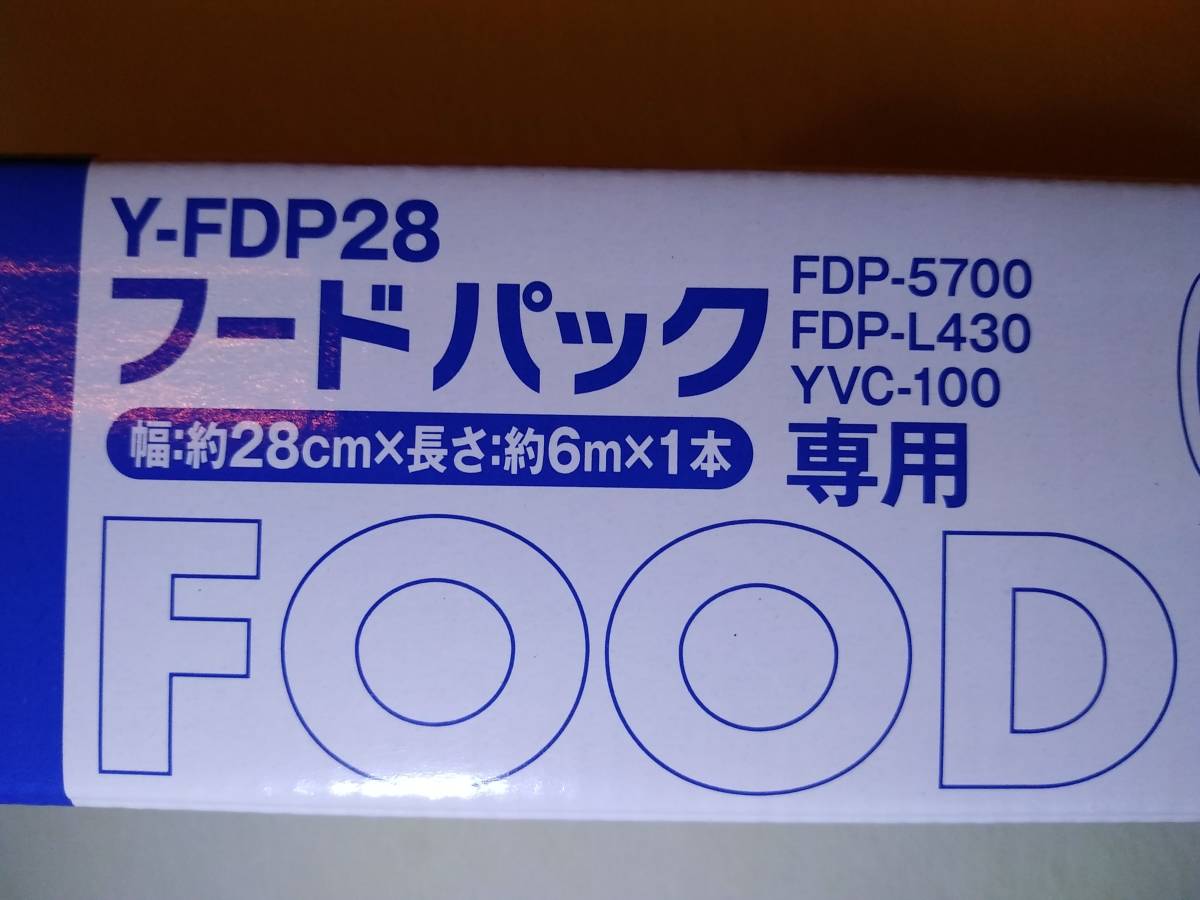 Y-FDP28
フードパック
幅:約28cm×長さ:約6m×1本
FDP-5700
FDP-L430
YVC-100
専用
FOOD